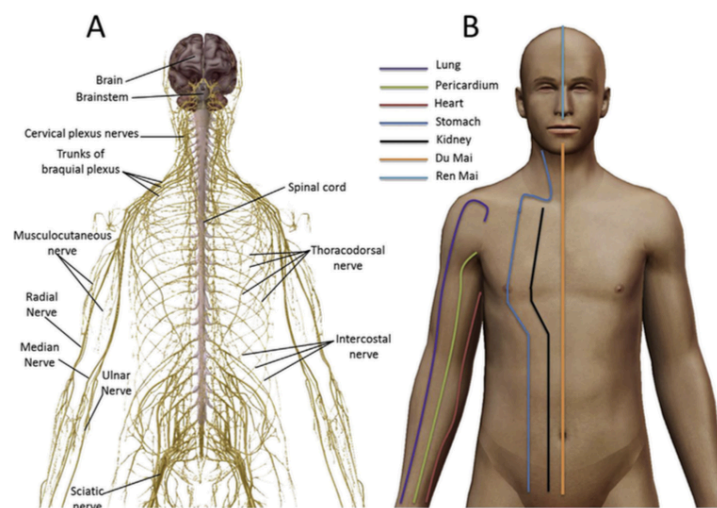 A
Brain
Brainstem
Cervical plexus nerves
Trunks of
braquial plexus
Spinal cord
Musculocutaneous
nerve
Thoracodorsal
nerve
Radial
Nerve
Median
Nerve
Ulnar
Nerve
Intercostal
nerve
Sciatic
nerve
B
Lung
Pericardium
Heart
Stomach
Kidney
Du Mai
Ren Mai